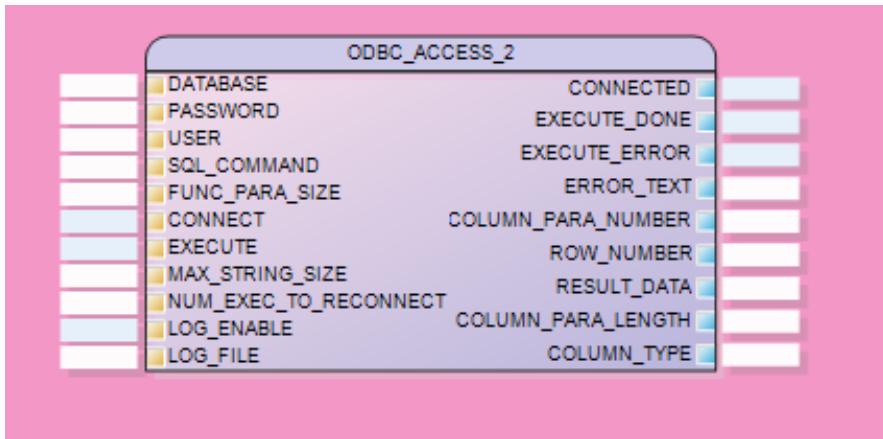 ODBC_ACCESS_2
DATABASE
PASSWORD
USER
SQL_COMMAND
FUNC_PARA_SIZE
CONNECT
EXECUTE
MAX_STRING_SIZE
NUM_EXEC_TO_RECONNECT
LOG_ENABLE
LOG_FILE
CONNECTED
EXECUTE_DONE
EXECUTE_ERROR
ERROR_TEXT
COLUMN_PARA_NUMBER
ROW_NUMBER
RESULT_DATA
COLUMN_PARA_LENGTH
COLUMN_TYPE